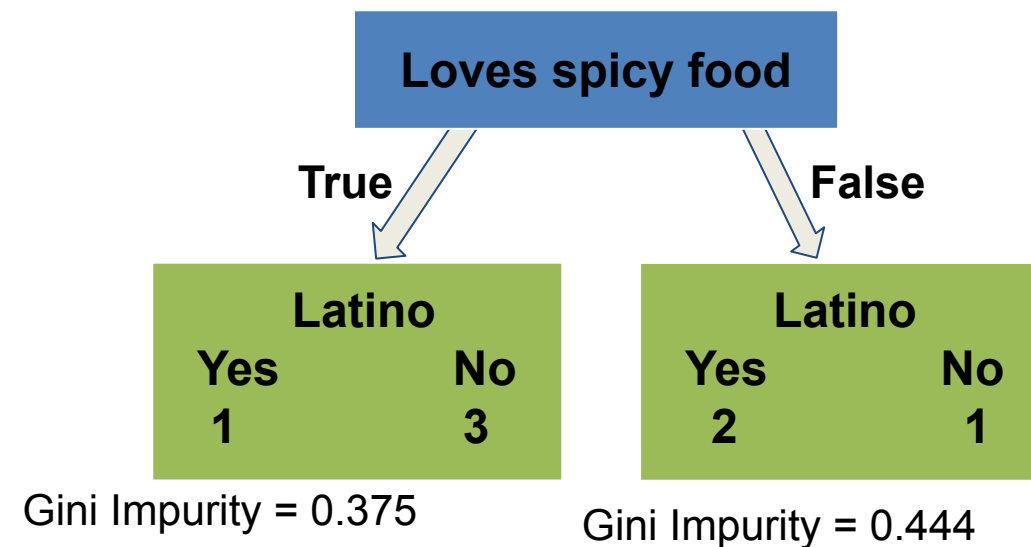 Loves spicy food
True
False
Latino
Yes No
1 3
Gini Impurity = 0.375
Latino
Yes No
2 1
Gini Impurity = 0.444